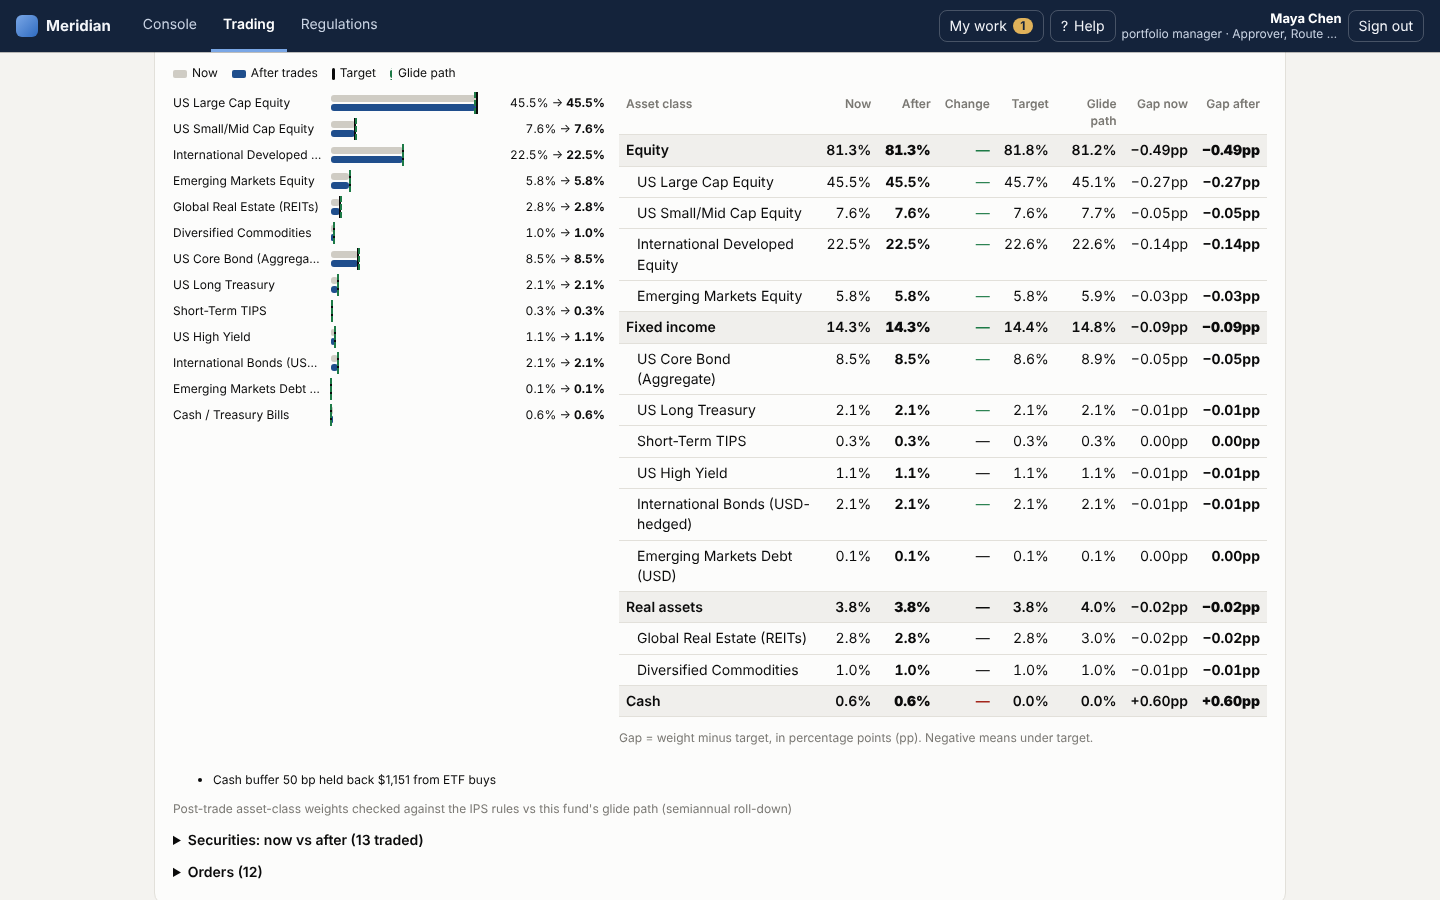 Meridian
Console
Trading
Regulations
My work 1
? Help
Maya Chen
portfolio manager · Approver, Route ...
Sign out
Now After trades Target Glide path
US Large Cap Equity 45.5% → 45.5%
US Small/Mid Cap Equity 7.6% → 7.6%
International Developed ... 22.5% → 22.5%
Emerging Markets Equity 5.8% → 5.8%
Global Real Estate (REITs) 2.8% → 2.8%
Diversified Commodities 1.0% → 1.0%
US Core Bond (Aggrega... 8.5% → 8.5%
US Long Treasury 2.1% → 2.1%
Short-Term TIPS 0.3% → 0.3%
US High Yield 1.1% → 1.1%
International Bonds (US... 2.1% → 2.1%
Emerging Markets Debt ... 0.1% → 0.1%
Cash / Treasury Bills 0.6% → 0.6%
Asset class Now After Change Target Glide path Gap now Gap after
Equity 81.3% 81.3% — 81.8% 81.2% −0.49pp −0.49pp
US Large Cap Equity 45.5% 45.5% — 45.7% 45.1% −0.27pp −0.27pp
US Small/Mid Cap Equity 7.6% 7.6% — 7.6% 7.7% −0.05pp −0.05pp
International Developed Equity 22.5% 22.5% — 22.6% 22.6% −0.14pp −0.14pp
Emerging Markets Equity 5.8% 5.8% — 5.8% 5.9% −0.03pp −0.03pp
Fixed income 14.3% 14.3% — 14.4% 14.8% −0.09pp −0.09pp
US Core Bond (Aggregate) 8.5% 8.5% — 8.6% 8.9% −0.05pp −0.05pp
US Long Treasury 2.1% 2.1% — 2.1% 2.1% −0.01pp −0.01pp
Short-Term TIPS 0.3% 0.3% — 0.3% 0.3% 0.00pp 0.00pp
US High Yield 1.1% 1.1% — 1.1% 1.1% −0.01pp −0.01pp
International Bonds (USD-hedged) 2.1% 2.1% — 2.1% 2.1% −0.01pp −0.01pp
Emerging Markets Debt (USD) 0.1% 0.1% — 0.1% 0.1% 0.00pp 0.00pp
Real assets 3.8% 3.8% — 3.8% 4.0% −0.02pp −0.02pp
Global Real Estate (REITs) 2.8% 2.8% — 2.8% 3.0% −0.02pp −0.02pp
Diversified Commodities 1.0% 1.0% — 1.0% 1.0% −0.01pp −0.01pp
Cash 0.6% 0.6% — 0.0% 0.0% +0.60pp +0.60pp
Gap = weight minus target, in percentage points (pp). Negative means under target.
• Cash buffer 50 bp held back $1,151 from ETF buys
Post-trade asset-class weights checked against the IPS rules vs this fund's glide path (semiannual roll-down)
▶ Securities: now vs after (13 traded)
▶ Orders (12)